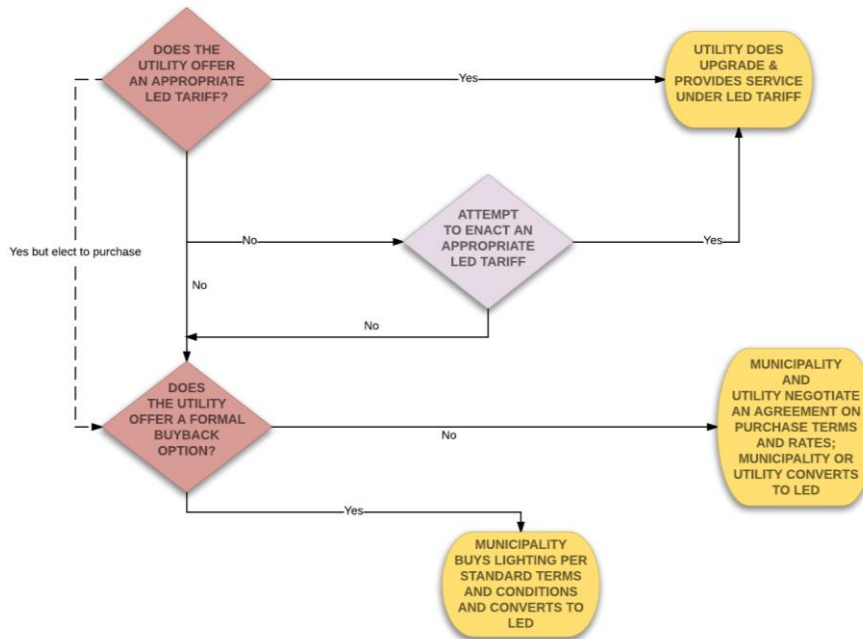 DOES THE
UTILITY OFFER
AN APPROPRIATE
LED TARIFF?
Yes
UTILITY DOES
UPGRADE &
PROVIDES SERVICE
UNDER LED TARIFF
Yes but elect to purchase
No
ATTEMPT
TO ENACT AN
APPROPRIATE
LED TARIFF
Yes
No
No
DOES
THE UTILITY
OFFER A FORMAL
BUYBACK
OPTION?
No
MUNICIPALITY
AND
UTILITY NEGOTIATE
AN AGREEMENT ON
PURCHASE TERMS
AND RATES;
MUNICIPALITY OR
UTILITY CONVERTS
TO LED
Yes
MUNICIPALITY
BUYS LIGHTING PER
STANDARD TERMS
AND CONDITIONS
AND CONVERTS TO
LED